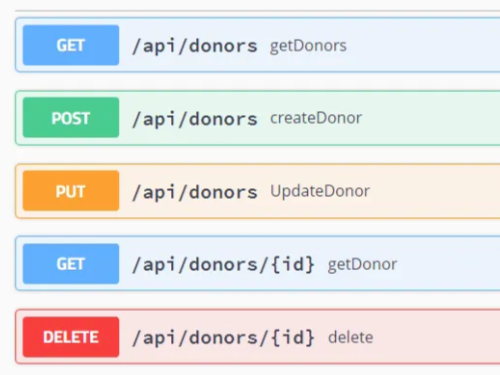 GET /api/donors getDonors
POST /api/donors createDonor
PUT /api/donors UpdateDonor
GET /api/donors/{id} getDonor
DELETE /api/donors/{id} delete